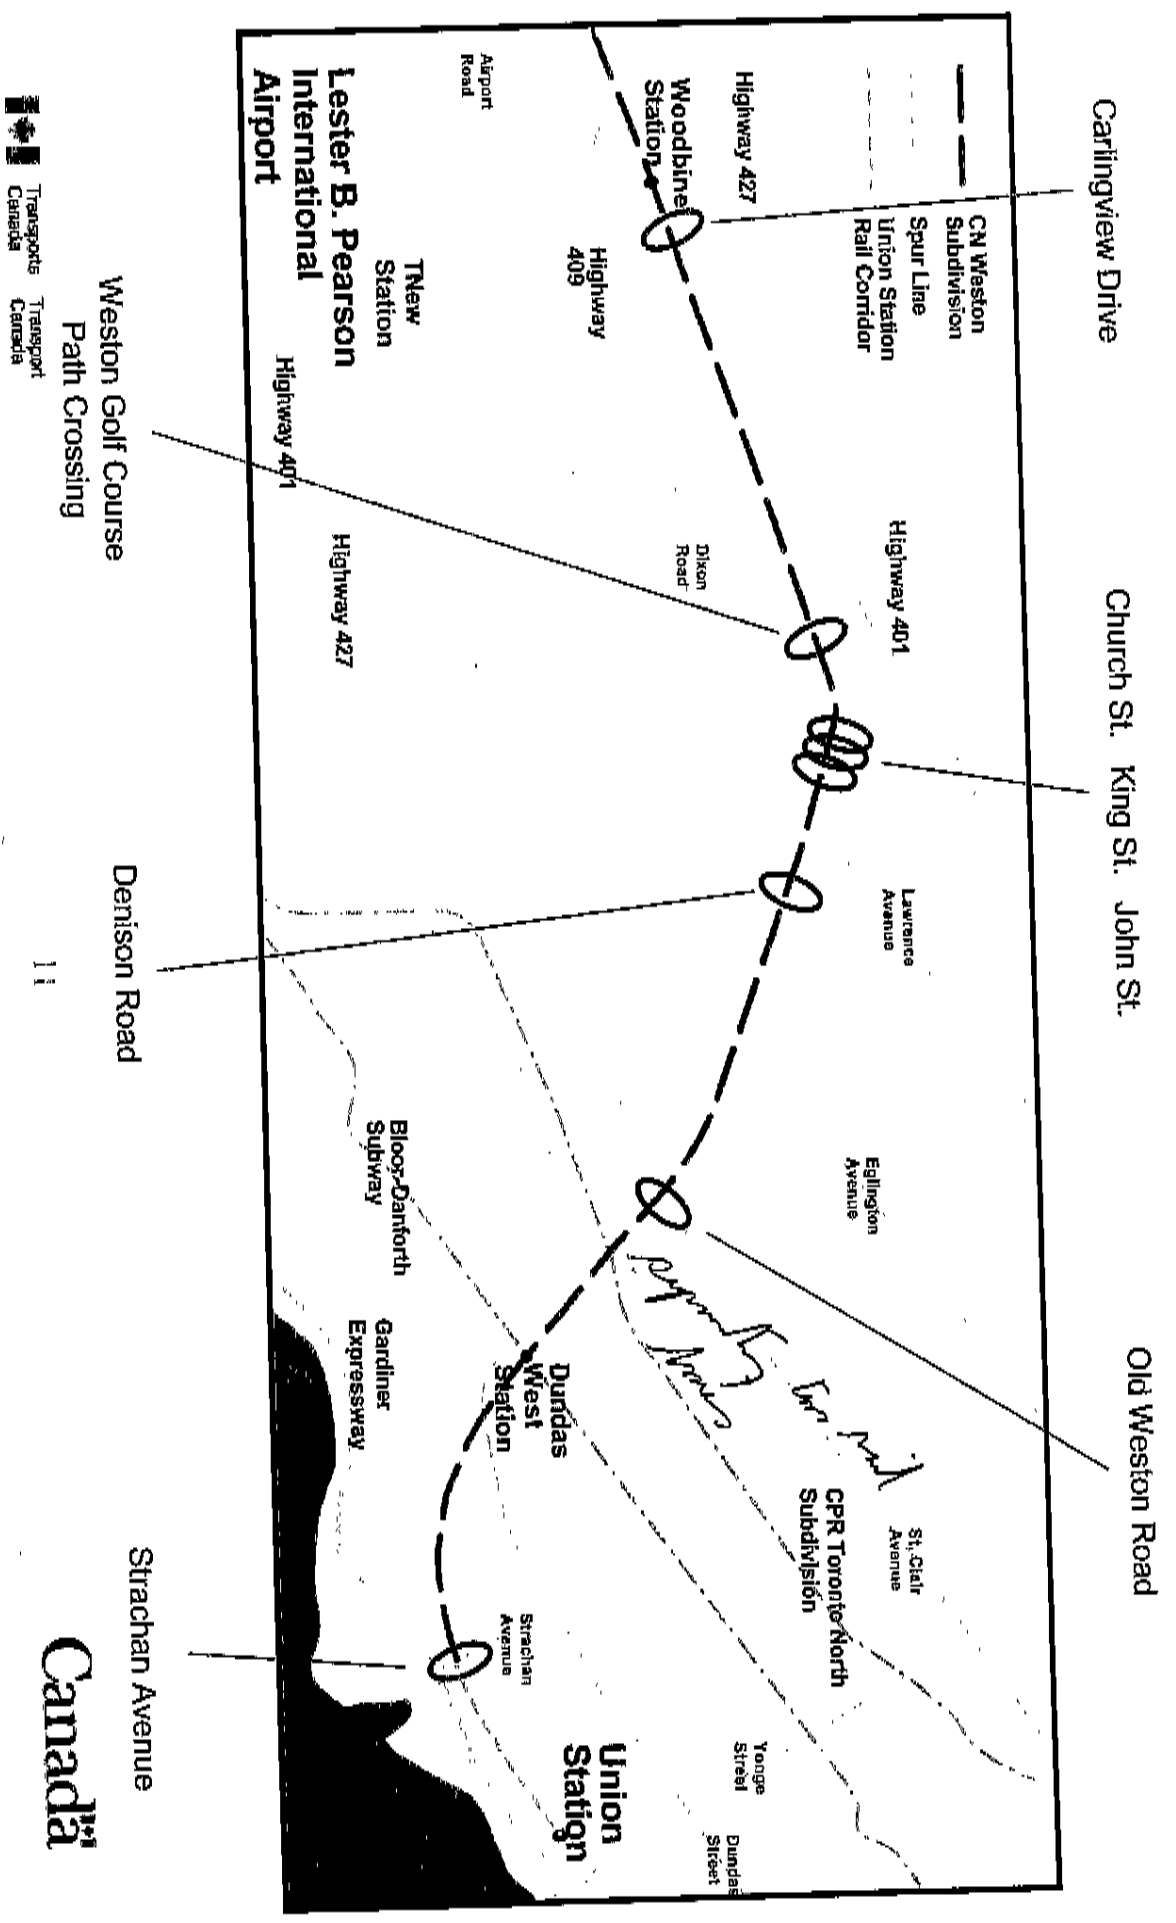 Carlingview Drive
Church St. King St. John St.
Old Weston Road
CN Weston
Subdivision
Spur Line
Union Station
Rail Corridor
Highway 427
Woodbine
Station
Highway
409
Airport
Road
TNew
Station
Lester B. Pearson
International
Airport
Highway 401
Highway 427
Dixon
Road
Highway 401
Lawrence
Avenue
Eglington
Avenue
St. Clair
Avenue
CPR Toronto North
Subdivision
Dundas
West
Station
Bloor-Danforth
Subway
Gardiner
Expressway
Strachan
Avenue
Union
Station
Yonge
Street
Dundas
Street
Weston Golf Course
Path Crossing
Denison Road
Strachan Avenue
Transports
Canada
Transport
Canada
11
Canada